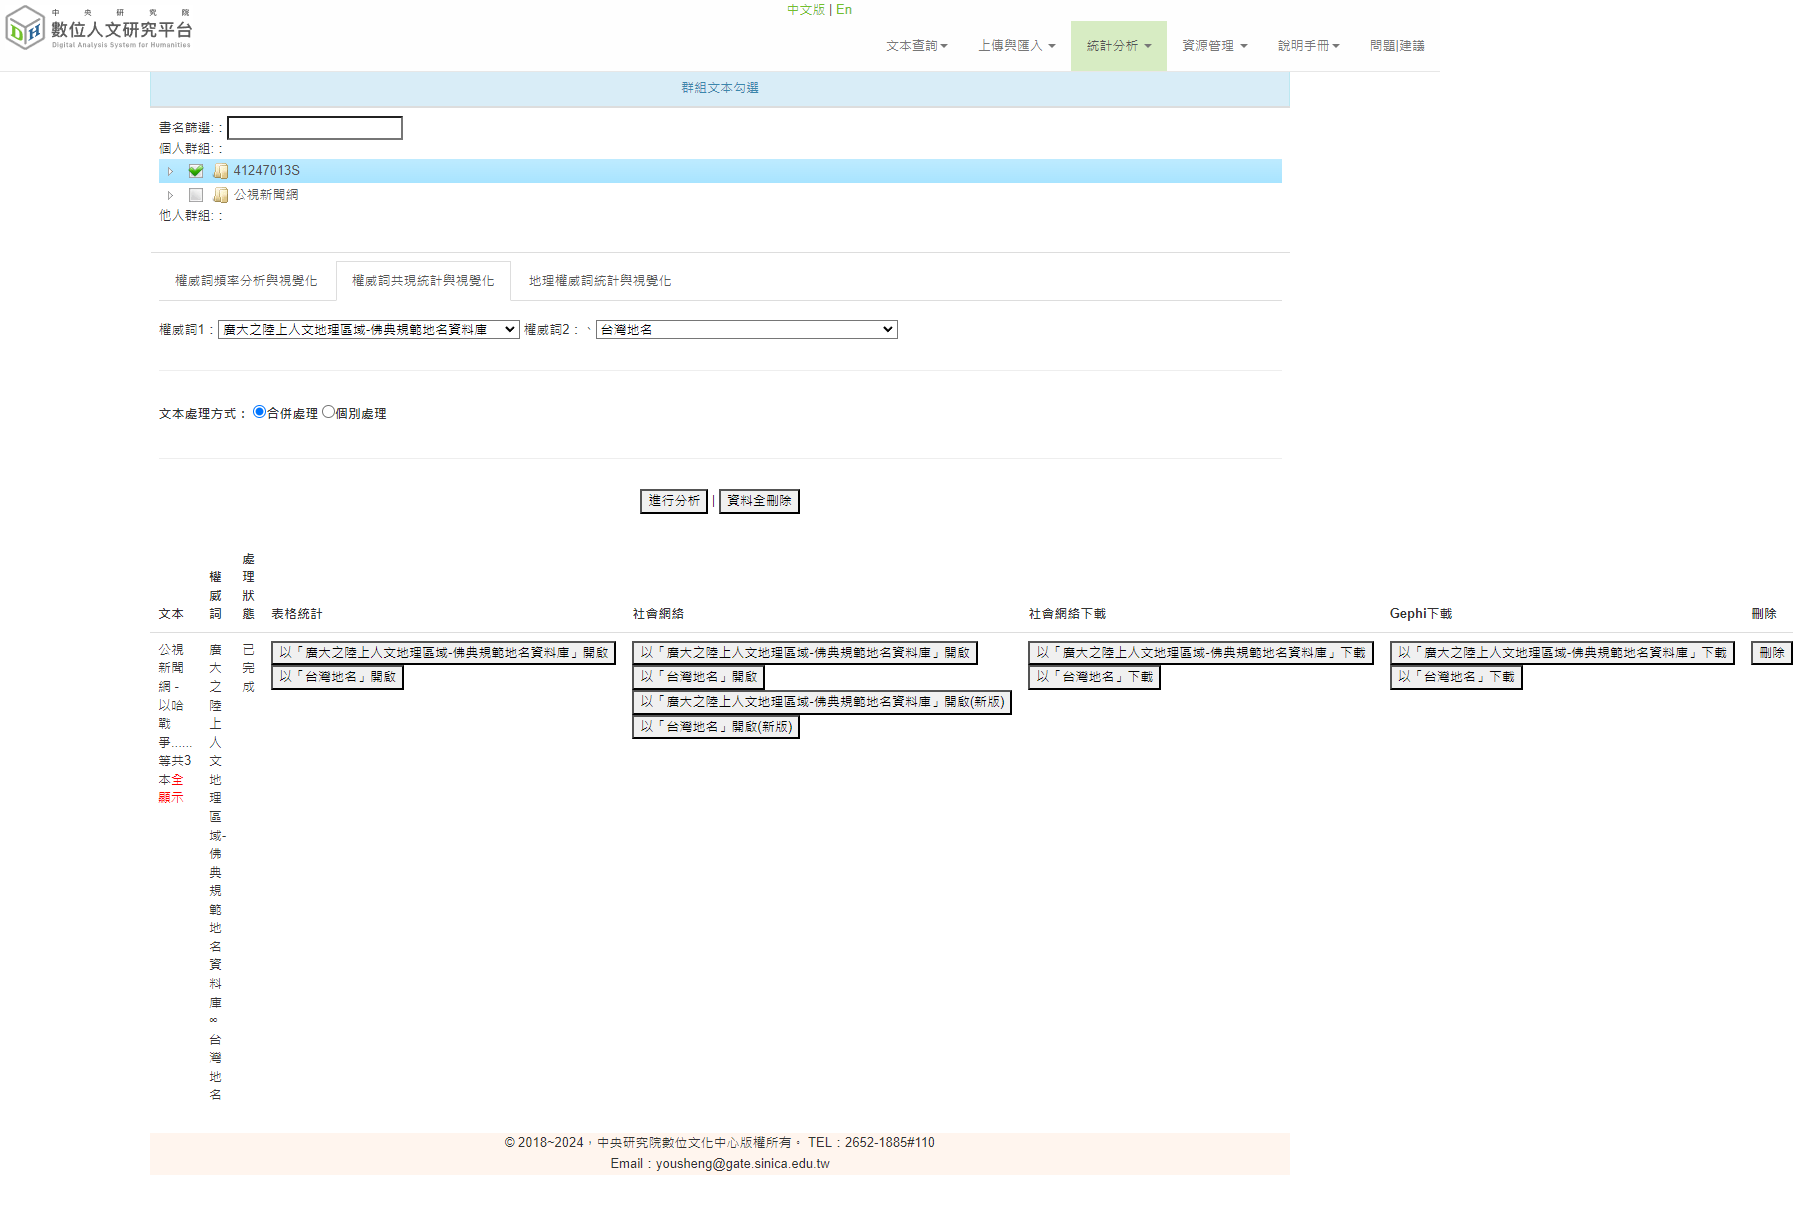 中央研究院
數位人文研究平台
Digital Analysis System for Humanities
中文版 | En
文本查詢 上傳與匯入 統計分析 資源管理 說明手冊 問題|建議
群組文本勾選
書名篩選: :
個人群組: :
41247013S
公視新聞網
他人群組: :
權威詞頻率分析與視覺化 權威詞共現統計與視覺化 地理權威詞統計與視覺化
權威詞1： 廣大之陸上人文地理區域-佛典規範地名資料庫 權威詞2：、 台灣地名
文本處理方式： 合併處理 個別處理
進行分析 | 資料全刪除
文本 權威詞 處理狀態 表格統計 社會網絡 社會網絡下載 Gephi下載 刪除
公視新聞網 - 以哈戰爭......等共3本全顯示
廣大之陸上人文地理區域-佛典規範地名資料庫∞台灣地名
已完成
以「廣大之陸上人文地理區域-佛典規範地名資料庫」開啟
以「台灣地名」開啟
以「廣大之陸上人文地理區域-佛典規範地名資料庫」開啟
以「台灣地名」開啟
以「廣大之陸上人文地理區域-佛典規範地名資料庫」開啟(新版)
以「台灣地名」開啟(新版)
以「廣大之陸上人文地理區域-佛典規範地名資料庫」下載
以「台灣地名」下載
以「廣大之陸上人文地理區域-佛典規範地名資料庫」下載
以「台灣地名」下載
刪除
© 2018~2024，中央研究院數位文化中心版權所有。 TEL：2652-1885#110
Email：yousheng@gate.sinica.edu.tw